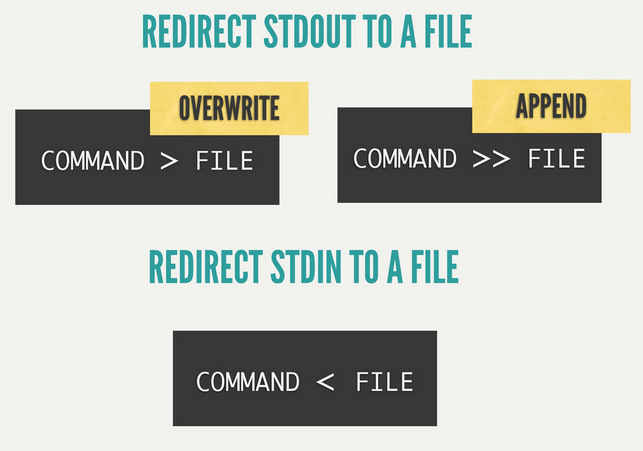 REDIRECT STDOUT TO A FILE
OVERWRITE
COMMAND > FILE
APPEND
COMMAND >> FILE
REDIRECT STDIN TO A FILE
COMMAND < FILE